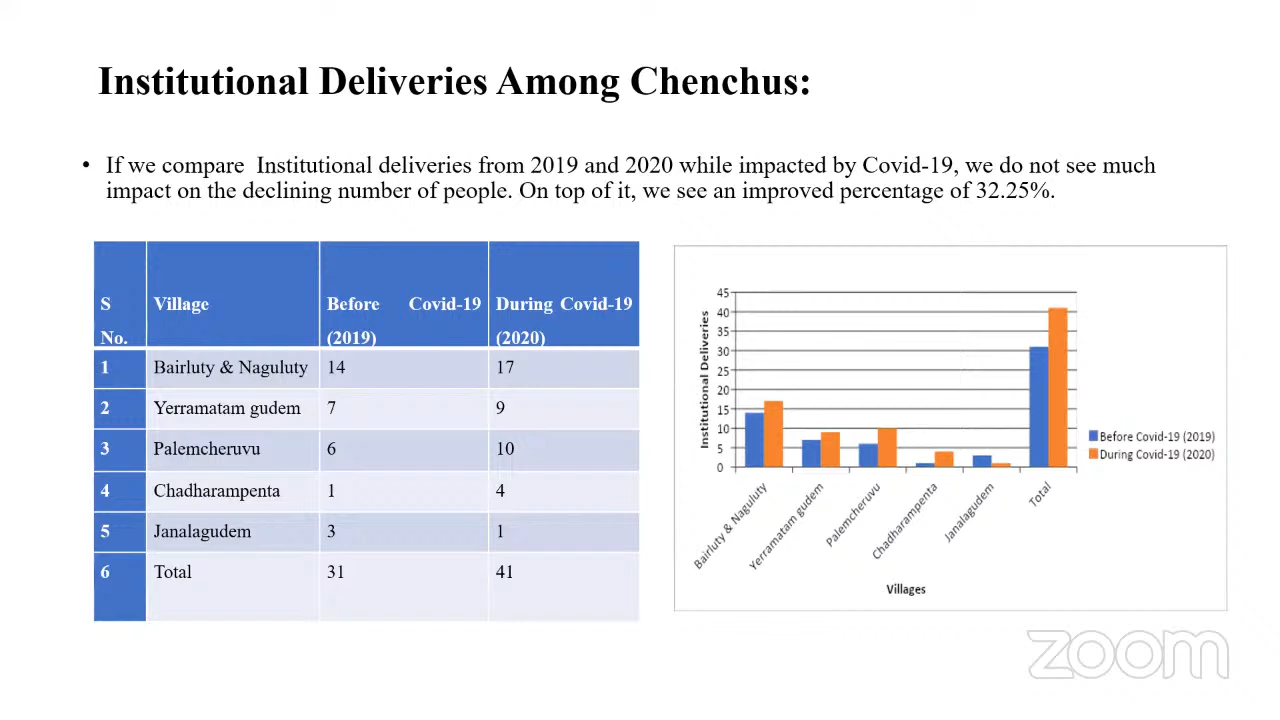 Institutional Deliveries Among Chenchus:
• If we compare Institutional deliveries from 2019 and 2020 while impacted by Covid-19, we do not see much
impact on the declining number of people. On top of it, we see an improved percentage of 32.25%.
S No. Village Before Covid-19 (2019) During Covid-19 (2020)
1 Bairluty & Naguluty 14 17
2 Yerramatam gudem 7 9
3 Palemcheruvu 6 10
4 Chadharampenta 1 4
5 Janalagudem 3 1
6 Total 31 41
Institutional Deliveries
45
40
35
30
25
20
15
10
5
0
Bairluty & Naguluty
Yerramatam gudem
Palemcheruvu
Chadharampenta
Janalagudem
Total
Villages
Before Covid-19 (2019)
During Covid-19 (2020)
zoom